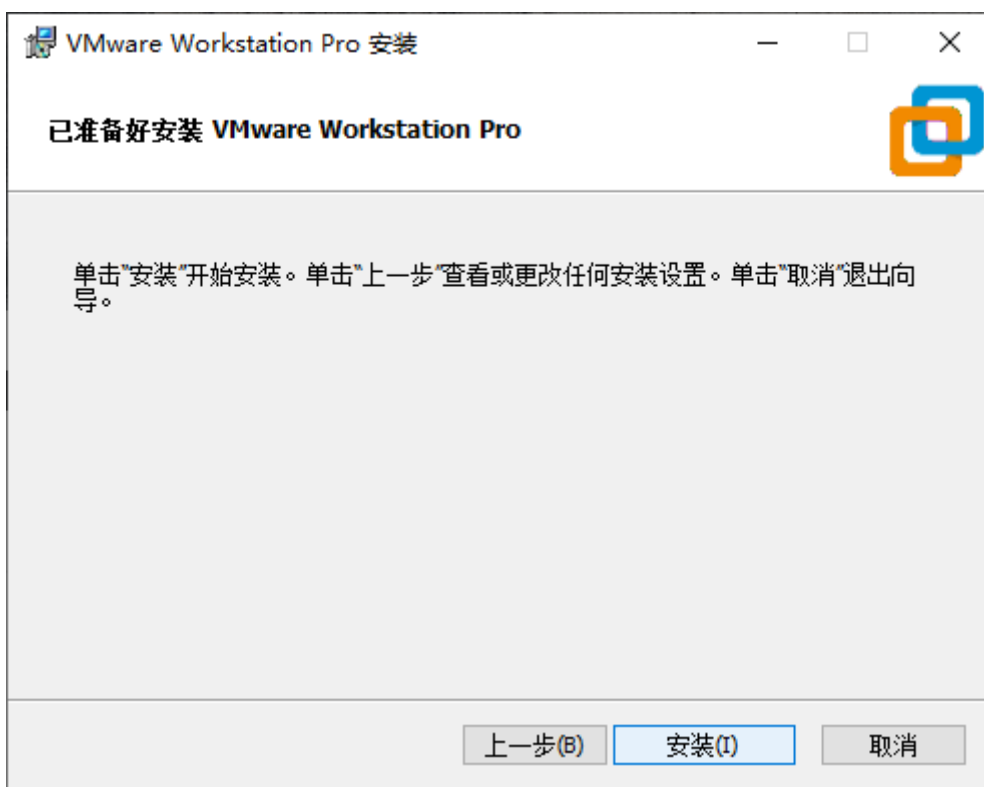 VMware Workstation Pro 安装
已准备好安装 VMware Workstation Pro
单击"安装"开始安装。单击"上一步"查看或更改任何安装设置。单击"取消"退出向
导。
上一步(B) 安装(I) 取消